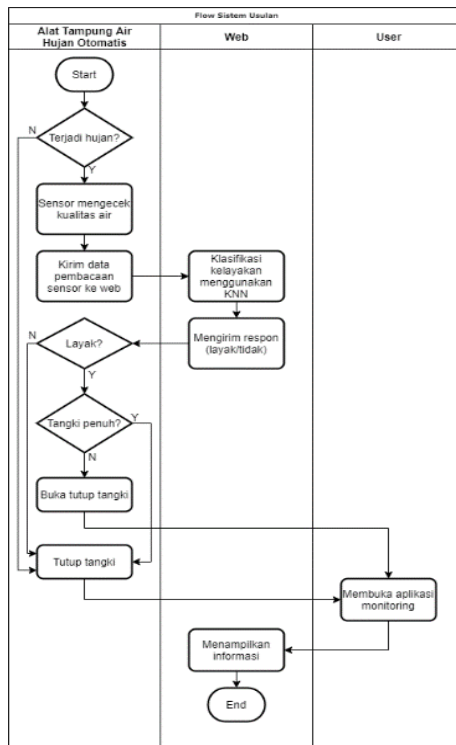 Flow Sistem Usulan
Alat Tampung Air
Hujan Otomatis
Web
User
Start
N
Terjadi hujan?
Y
Sensor mengecek
kualitas air
Kirim data
pembacaan
sensor ke web
Klasifikasi
kelayakan
menggunakan
KNN
Mengirim respon
(layak/tidak)
N
Layak?
Y
Tangki penuh?
Y
N
Buka tutup tangki
Tutup tangki
Membuka aplikasi
monitoring
Menampilkan
informasi
End